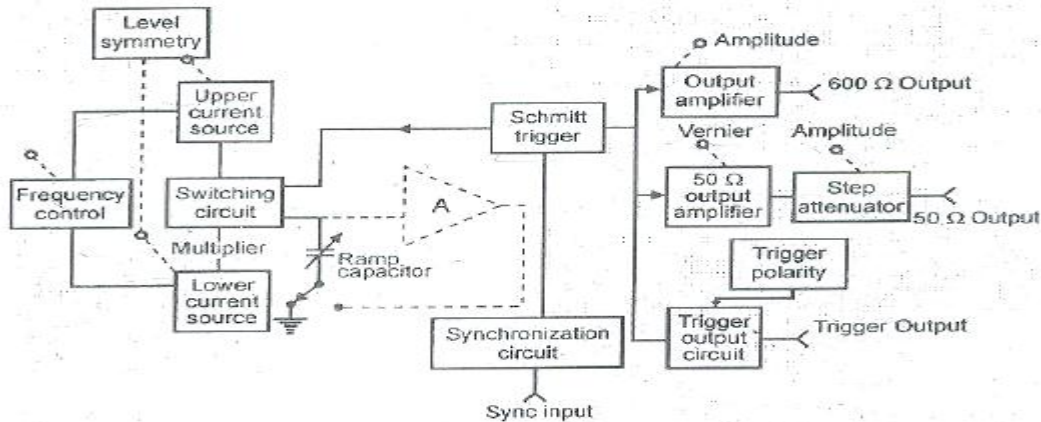 Level
symmetry
Upper
current
source
Frequency
control
Switching
circuit
Multiplier
Lower
current
source
Ramp
capacitor
A
Schmitt
trigger
Synchronization
circuit
Sync input
Amplitude
Output
amplifier
600 Ω Output
Vernier
50 Ω
output
amplifier
Amplitude
Step
attenuator
50 Ω Output
Trigger
polarity
Trigger
output
circuit
Trigger Output